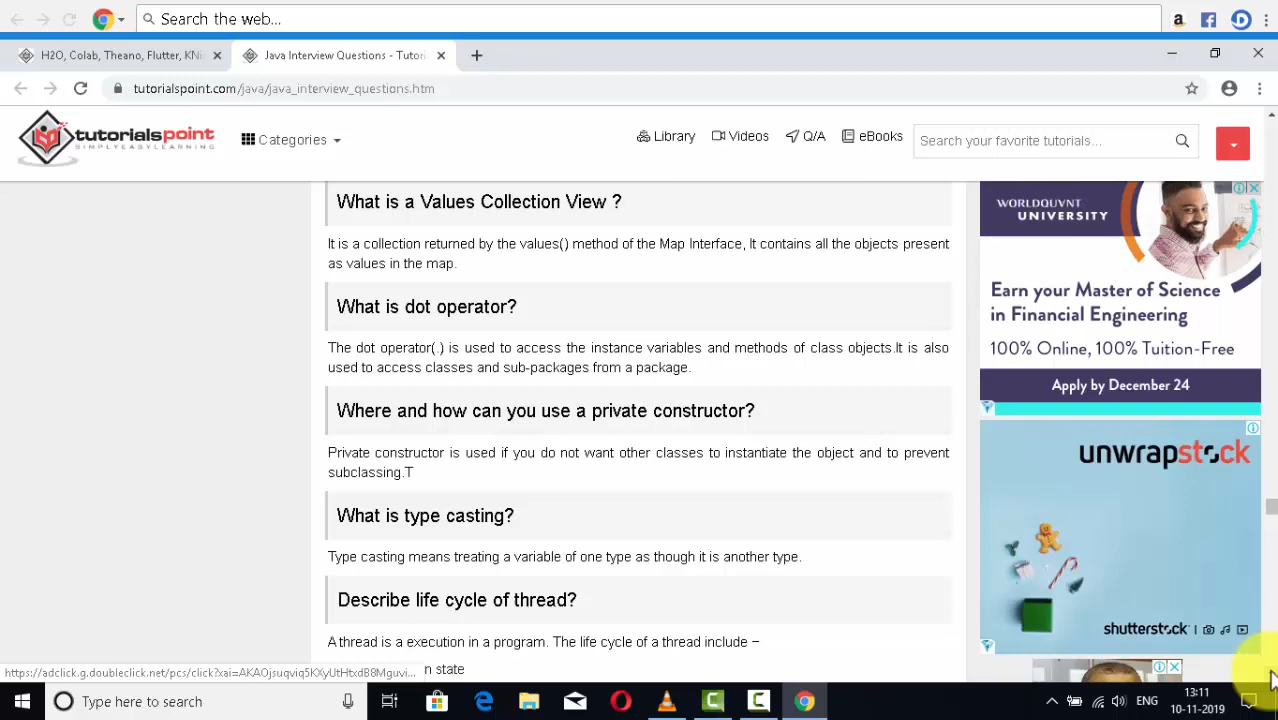 Search the web...
H2O, Colab, Theano, Flutter, KNi
Java Interview Questions - Tutori
tutorialspoint.com/java/java_interview_questions.htm
tutorialspoint
SIMPLYEASYLEARNING
Categories
Library
Videos
Q/A
eBooks
Search your favorite tutorials...
What is a Values Collection View ?
It is a collection returned by the values() method of the Map Interface, It contains all the objects present
as values in the map.
What is dot operator?
The dot operator(.) is used to access the instance variables and methods of class objects.It is also
used to access classes and sub-packages from a package.
Where and how can you use a private constructor?
Private constructor is used if you do not want other classes to instantiate the object and to prevent
subclassing.T
What is type casting?
Type casting means treating a variable of one type as though it is another type.
Describe life cycle of thread?
A thread is a execution in a program. The life cycle of a thread include −
n state
WORLDQUVNT
UNIVERSITY
Earn your Master of Science
in Financial Engineering
100% Online, 100% Tuition-Free
Apply by December 24
unwrapstock
shutterstock
https://adclick.g.doubleclick.net/pcs/click?xai=AKAOjsuqviq5KXyUtHtxdB8Mguvi...
Type here to search
ENG
13:11
10-11-2019